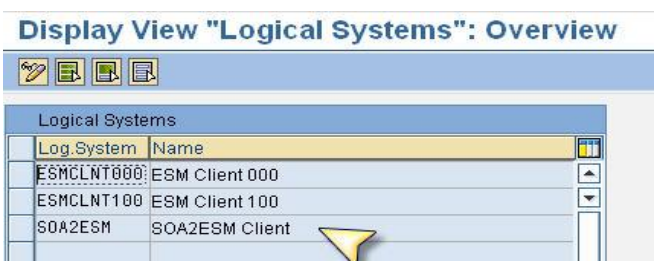 Display View "Logical Systems": Overview
Logical Systems
Log.System Name
ESMCLNT000 ESM Client 000
ESMCLNT100 ESM Client 100
SOA2ESM SOA2ESM Client